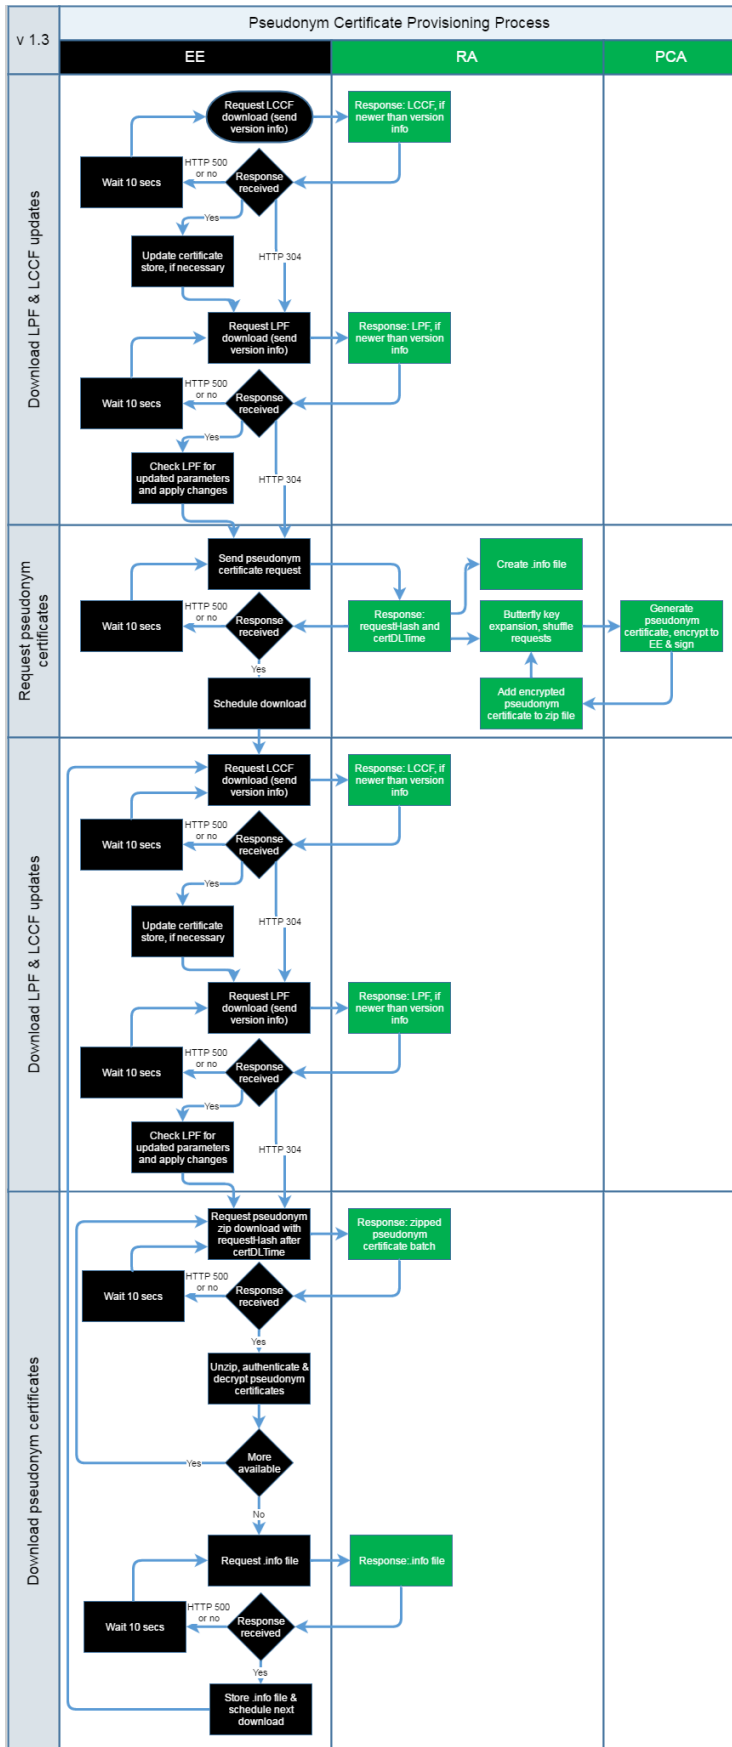 Pseudonym Certificate Provisioning Process
v 1.3
EE
RA
PCA
Download LPF & LCCF updates
Request LCCF
download (send
version info)
Response: LCCF, if
newer than version
info
HTTP 500
or no
Wait 10 secs
Response
received
Yes
Update certificate
store, if necessary
HTTP 304
Request LPF
download (send
version info)
Response: LPF, if
newer than version
info
HTTP 500
or no
Wait 10 secs
Response
received
Yes
Check LPF for
updated parameters
and apply changes
HTTP 304
Request pseudonym
certificates
Send pseudonym
certificate request
Create .info file
HTTP 500
or no
Wait 10 secs
Response
received
Response:
requestHash and
certDLTime
Butterfly key
expansion, shuffle
requests
Generate
pseudonym
certificate, encrypt to
EE & sign
Yes
Schedule download
Add encrypted
pseudonym
certificate to zip file
Download LPF & LCCF updates
Request LCCF
download (send
version info)
Response: LCCF, if
newer than version
info
HTTP 500
or no
Wait 10 secs
Response
received
Yes
Update certificate
store, if necessary
HTTP 304
Request LPF
download (send
version info)
Response: LPF, if
newer than version
info
HTTP 500
or no
Wait 10 secs
Response
received
Yes
Check LPF for
updated parameters
and apply changes
HTTP 304
Download pseudonym certificates
Request pseudonym
zip download with
requestHash after
certDLTime
Response: zipped
pseudonym
certificate batch
HTTP 500
or no
Wait 10 secs
Response
received
Yes
Unzip, authenticate &
decrypt pseudonym
certificates
Yes
More
available
No
Request .info file
Response:.info file
HTTP 500
or no
Wait 10 secs
Response
received
Yes
Store .info file &
schedule next
download